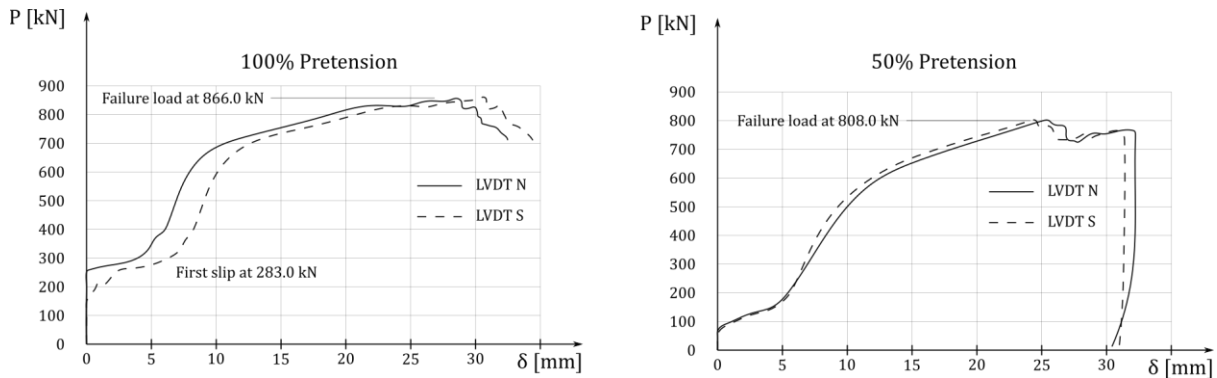 P [kN]
100% Pretension
900
Failure load at 866.0 kN
800
700
600
LVDT N
500
LVDT S
400
300
First slip at 283.0 kN
200
100
0
0 5 10 15 20 25 30
δ [mm]
P [kN]
50% Pretension
900
800
Failure load at 808.0 kN
700
600
LVDT N
500
LVDT S
400
300
200
100
0
0 5 10 15 20 25 30
δ [mm]